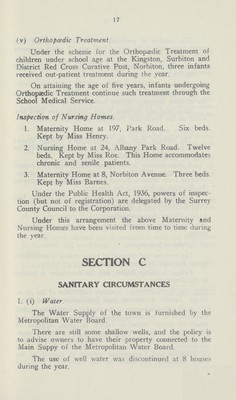 17
(v) Orthopædic Treatment
Under the scheme for the Orthopædic Treatment of
children under school age at the Kingston, Surbiton and
District Red Cross Curative Post, Norbiton, three infants
received out-patient treatment during the year.
On attaining the age of five years, infants undergoing
Orthopædic Treatment continue such treatment through the
School Medical Service.
Inspection of Nursing Homes.
1. Maternity Home at 197, Park Road. Six beds.
Kept by Miss Henry.
2. Nursing Home at 24, Albany Park Road. Twelve
beds. Kept by Miss Roe. This Home accommodates
chronic and senile patients.
3. Maternity Home at 8, Norbiton Avenue. Three beds.
Kept by Miss Barnes.
Under the Public Health Act, 1936, powers of inspec-
tion (but not of registration) are delegated by the Surrey
County Council to the Corporation.
Under this arrangement the above Maternity and
Nursing Homes have been visited from time to time during
the year.
SECTION C
SANITARY CIRCUMSTANCES
1. (i) Water
The Water Supply of the town is furnished by the
Metropolitan Water Board.
There are still some shallow wells, and the policy is
to advise owners to have their property connected to the
Main Suppy of the Metropolitan Water Board.
The use of well water was discontinued at 8 houses
during the year.